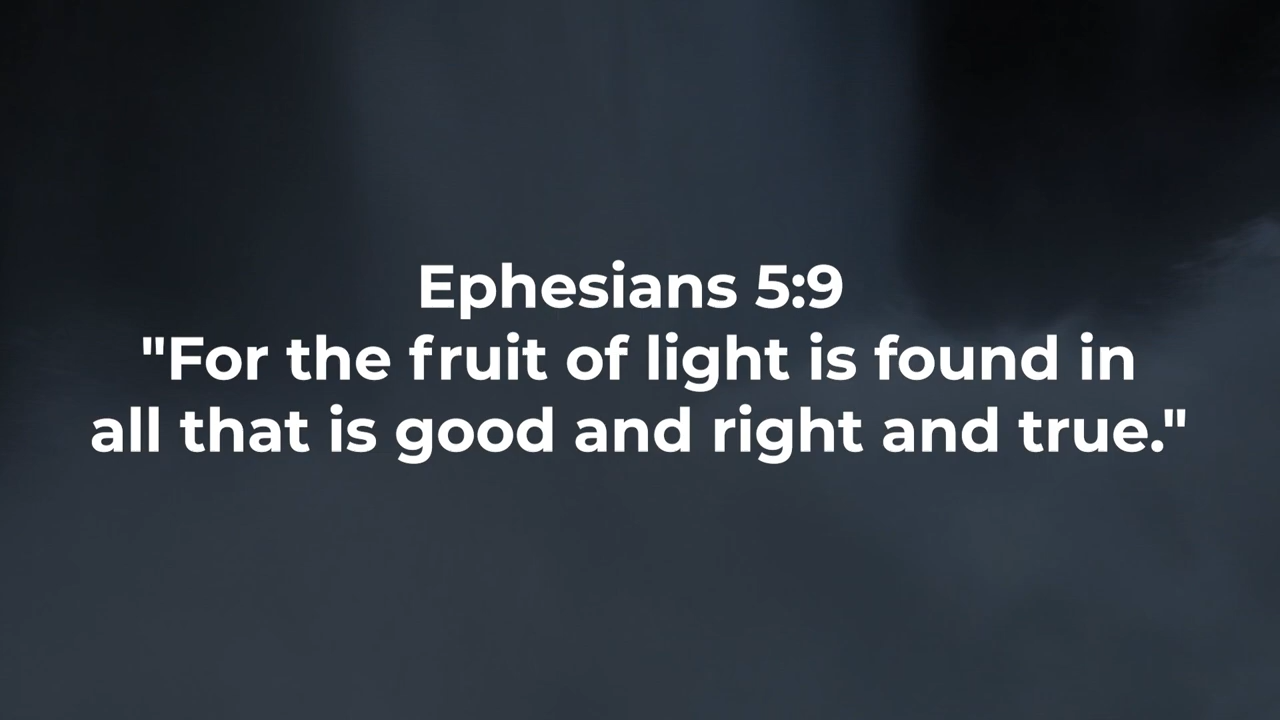 Ephesians 5:9
"For the fruit of light is found in
all that is good and right and true."